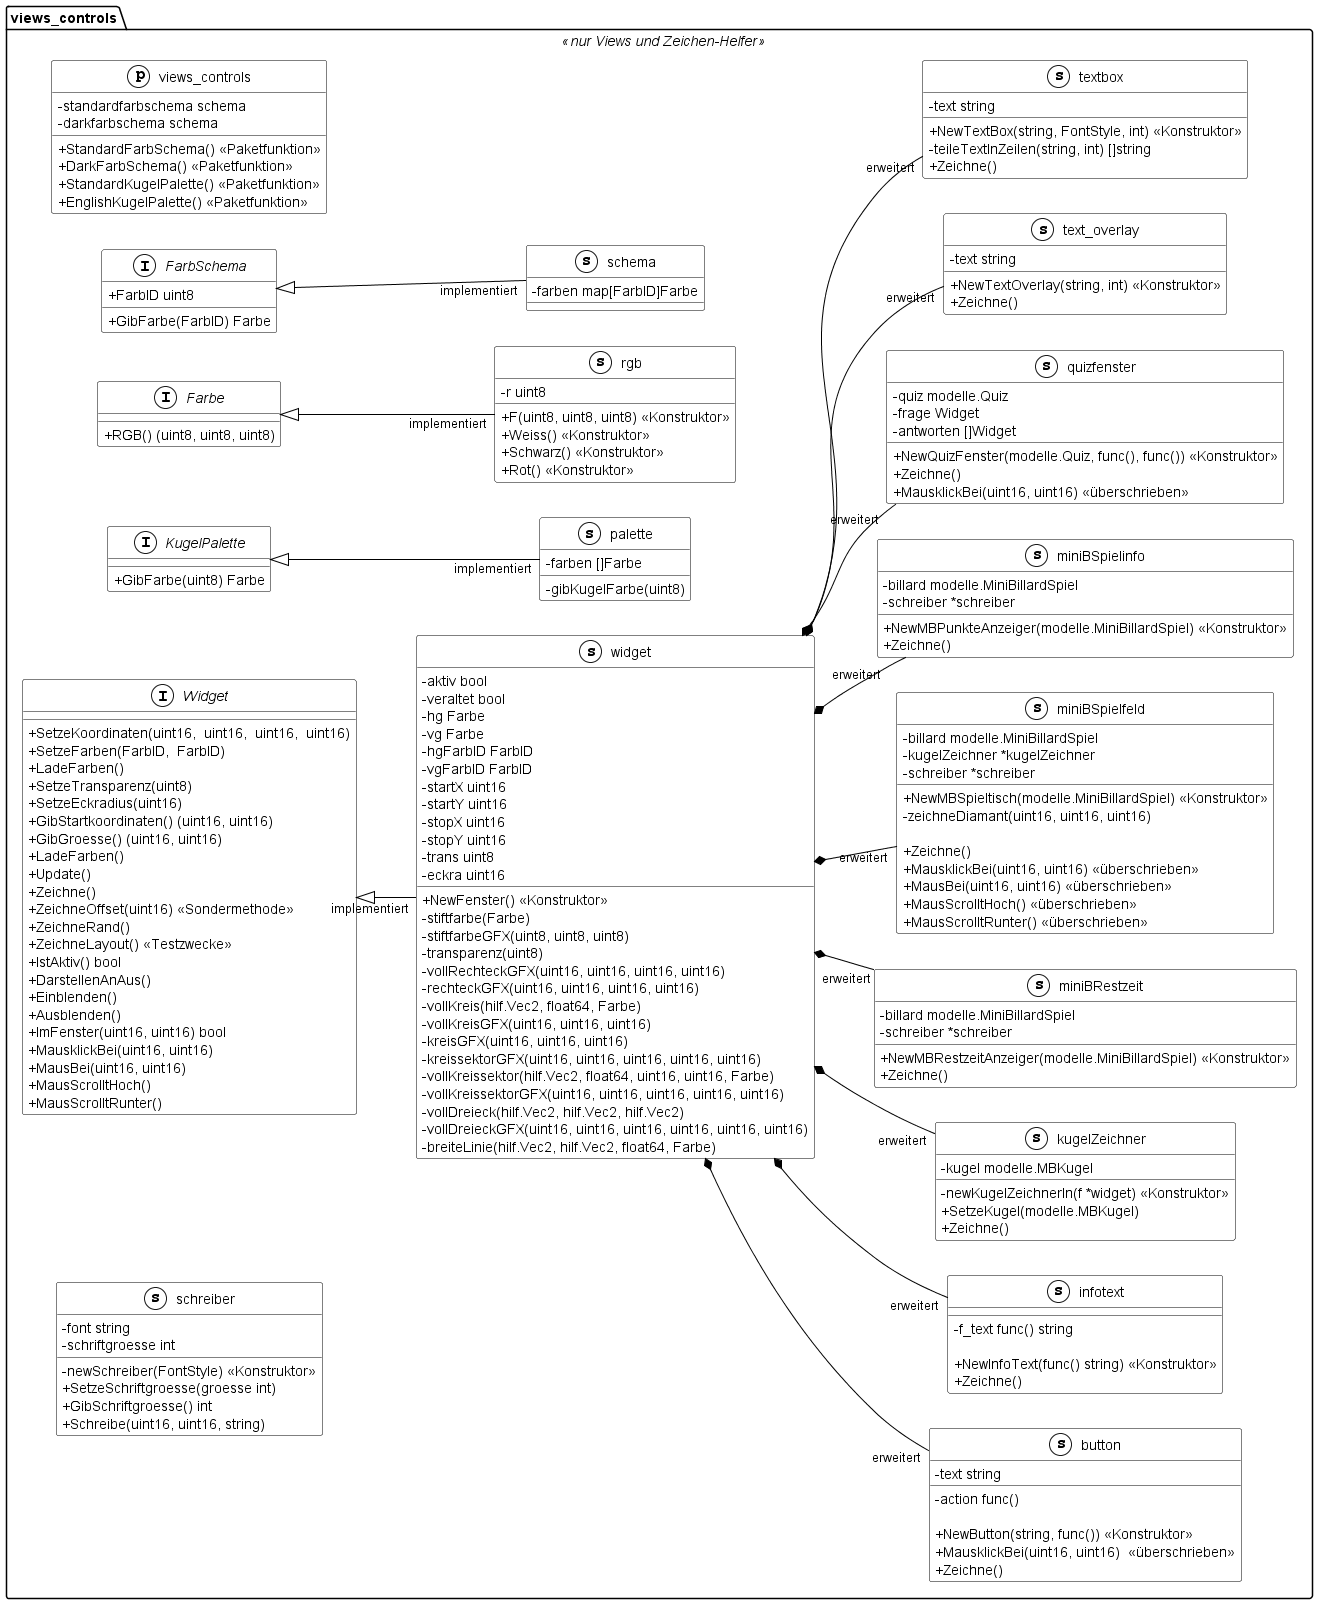 views_controls
«nur Views und Zeichen-Helfer»
P views_controls
-standardfarbschema schema
-darkfarbschema schema
+StandardFarbSchema() «Paketfunktion»
+DarkFarbSchema() «Paketfunktion»
+StandardKugelPalette() «Paketfunktion»
+EnglishKugelPalette() «Paketfunktion»
I FarbSchema
+FarbID uint8
+GibFarbe(FarbID) Farbe
implementiert
S schema
-farben map[FarbID]Farbe
I Farbe
+RGB() (uint8, uint8, uint8)
implementiert
S rgb
-r uint8
+F(uint8, uint8, uint8) «Konstruktor»
+Weiss() «Konstruktor»
+Schwarz() «Konstruktor»
+Rot() «Konstruktor»
I KugelPalette
+GibFarbe(uint8) Farbe
implementiert
S palette
-farben []Farbe
-gibKugelFarbe(uint8)
I Widget
+SetzeKoordinaten(uint16, uint16, uint16, uint16)
+SetzeFarben(FarbID, FarbID)
+LadeFarben()
+SetzeTransparenz(uint8)
+SetzeEckradius(uint16)
+GibStartkoordinaten() (uint16, uint16)
+GibGroesse() (uint16, uint16)
+LadeFarben()
+Update()
+Zeichne()
+ZeichneOffset(uint16) «Sondermethode»
+ZeichneRand()
+ZeichneLayout() «Testzwecke»
+IstAktiv() bool
+DarstellenAnAus()
+Einblenden()
+Ausblenden()
+ImFenster(uint16, uint16) bool
+MausklickBei(uint16, uint16)
+MausBei(uint16, uint16)
+MausScrolltHoch()
+MausScrolltRunter()
implementiert
S widget
-aktiv bool
-veraltet bool
-hg Farbe
-vg Farbe
-hgFarbID FarbID
-vgFarbID FarbID
-startX uint16
-startY uint16
-stopX uint16
-stopY uint16
-trans uint8
-eckra uint16
+NewFenster() «Konstruktor»
-stiftfarbe(Farbe)
-stiftfarbeGFX(uint8, uint8, uint8)
-transparenz(uint8)
-vollRechteckGFX(uint16, uint16, uint16, uint16)
-rechteckGFX(uint16, uint16, uint16, uint16)
-vollKreis(hilf.Vec2, float64, Farbe)
-vollKreisGFX(uint16, uint16, uint16)
-kreisGFX(uint16, uint16, uint16)
-kreissektorGFX(uint16, uint16, uint16, uint16, uint16)
-vollKreissektor(hilf.Vec2, float64, uint16, uint16, Farbe)
-vollKreissektorGFX(uint16, uint16, uint16, uint16, uint16)
-vollDreieck(hilf.Vec2, hilf.Vec2, hilf.Vec2)
-vollDreieckGFX(uint16, uint16, uint16, uint16, uint16, uint16)
-breiteLinie(hilf.Vec2, hilf.Vec2, float64, Farbe)
S schreiber
-font string
-schriftgroesse int
-newSchreiber(FontStyle) «Konstruktor»
+SetzeSchriftgroesse(groesse int)
+GibSchriftgroesse() int
+Schreibe(uint16, uint16, string)
S textbox
-text string
+NewTextBox(string, FontStyle, int) «Konstruktor»
-teileTextInZeilen(string, int) []string
+Zeichne()
erweitert
S text_overlay
-text string
+NewTextOverlay(string, int) «Konstruktor»
+Zeichne()
erweitert
S quizfenster
-quiz modelle.Quiz
-frage Widget
-antworten []Widget
+NewQuizFenster(modelle.Quiz, func(), func()) «Konstruktor»
+Zeichne()
+MausklickBei(uint16, uint16) «überschrieben»
erweitert
S miniBSpielinfo
-billard modelle.MiniBillardSpiel
-schreiber *schreiber
+NewMBPunkteAnzeiger(modelle.MiniBillardSpiel) «Konstruktor»
+Zeichne()
erweitert
S miniBSpielfeld
-billard modelle.MiniBillardSpiel
-kugelZeichner *kugelZeichner
-schreiber *schreiber
+NewMBSpieltisch(modelle.MiniBillardSpiel) «Konstruktor»
-zeichneDiamant(uint16, uint16, uint16)
+Zeichne()
+MausklickBei(uint16, uint16) «überschrieben»
+MausBei(uint16, uint16) «überschrieben»
+MausScrolltHoch() «überschrieben»
+MausScrolltRunter() «überschrieben»
erweitert
S miniBRestzeit
-billard modelle.MiniBillardSpiel
-schreiber *schreiber
+NewMBRestzeitAnzeiger(modelle.MiniBillardSpiel) «Konstruktor»
+Zeichne()
erweitert
S kugelZeichner
-kugel modelle.MBKugel
-newKugelZeichnerIn(f *widget) «Konstruktor»
+SetzeKugel(modelle.MBKugel)
+Zeichne()
erweitert
S infotext
-f_text func() string
+NewInfoText(func() string) «Konstruktor»
+Zeichne()
erweitert
S button
-text string
-action func()
+NewButton(string, func()) «Konstruktor»
+MausklickBei(uint16, uint16) «überschrieben»
+Zeichne()
erweitert